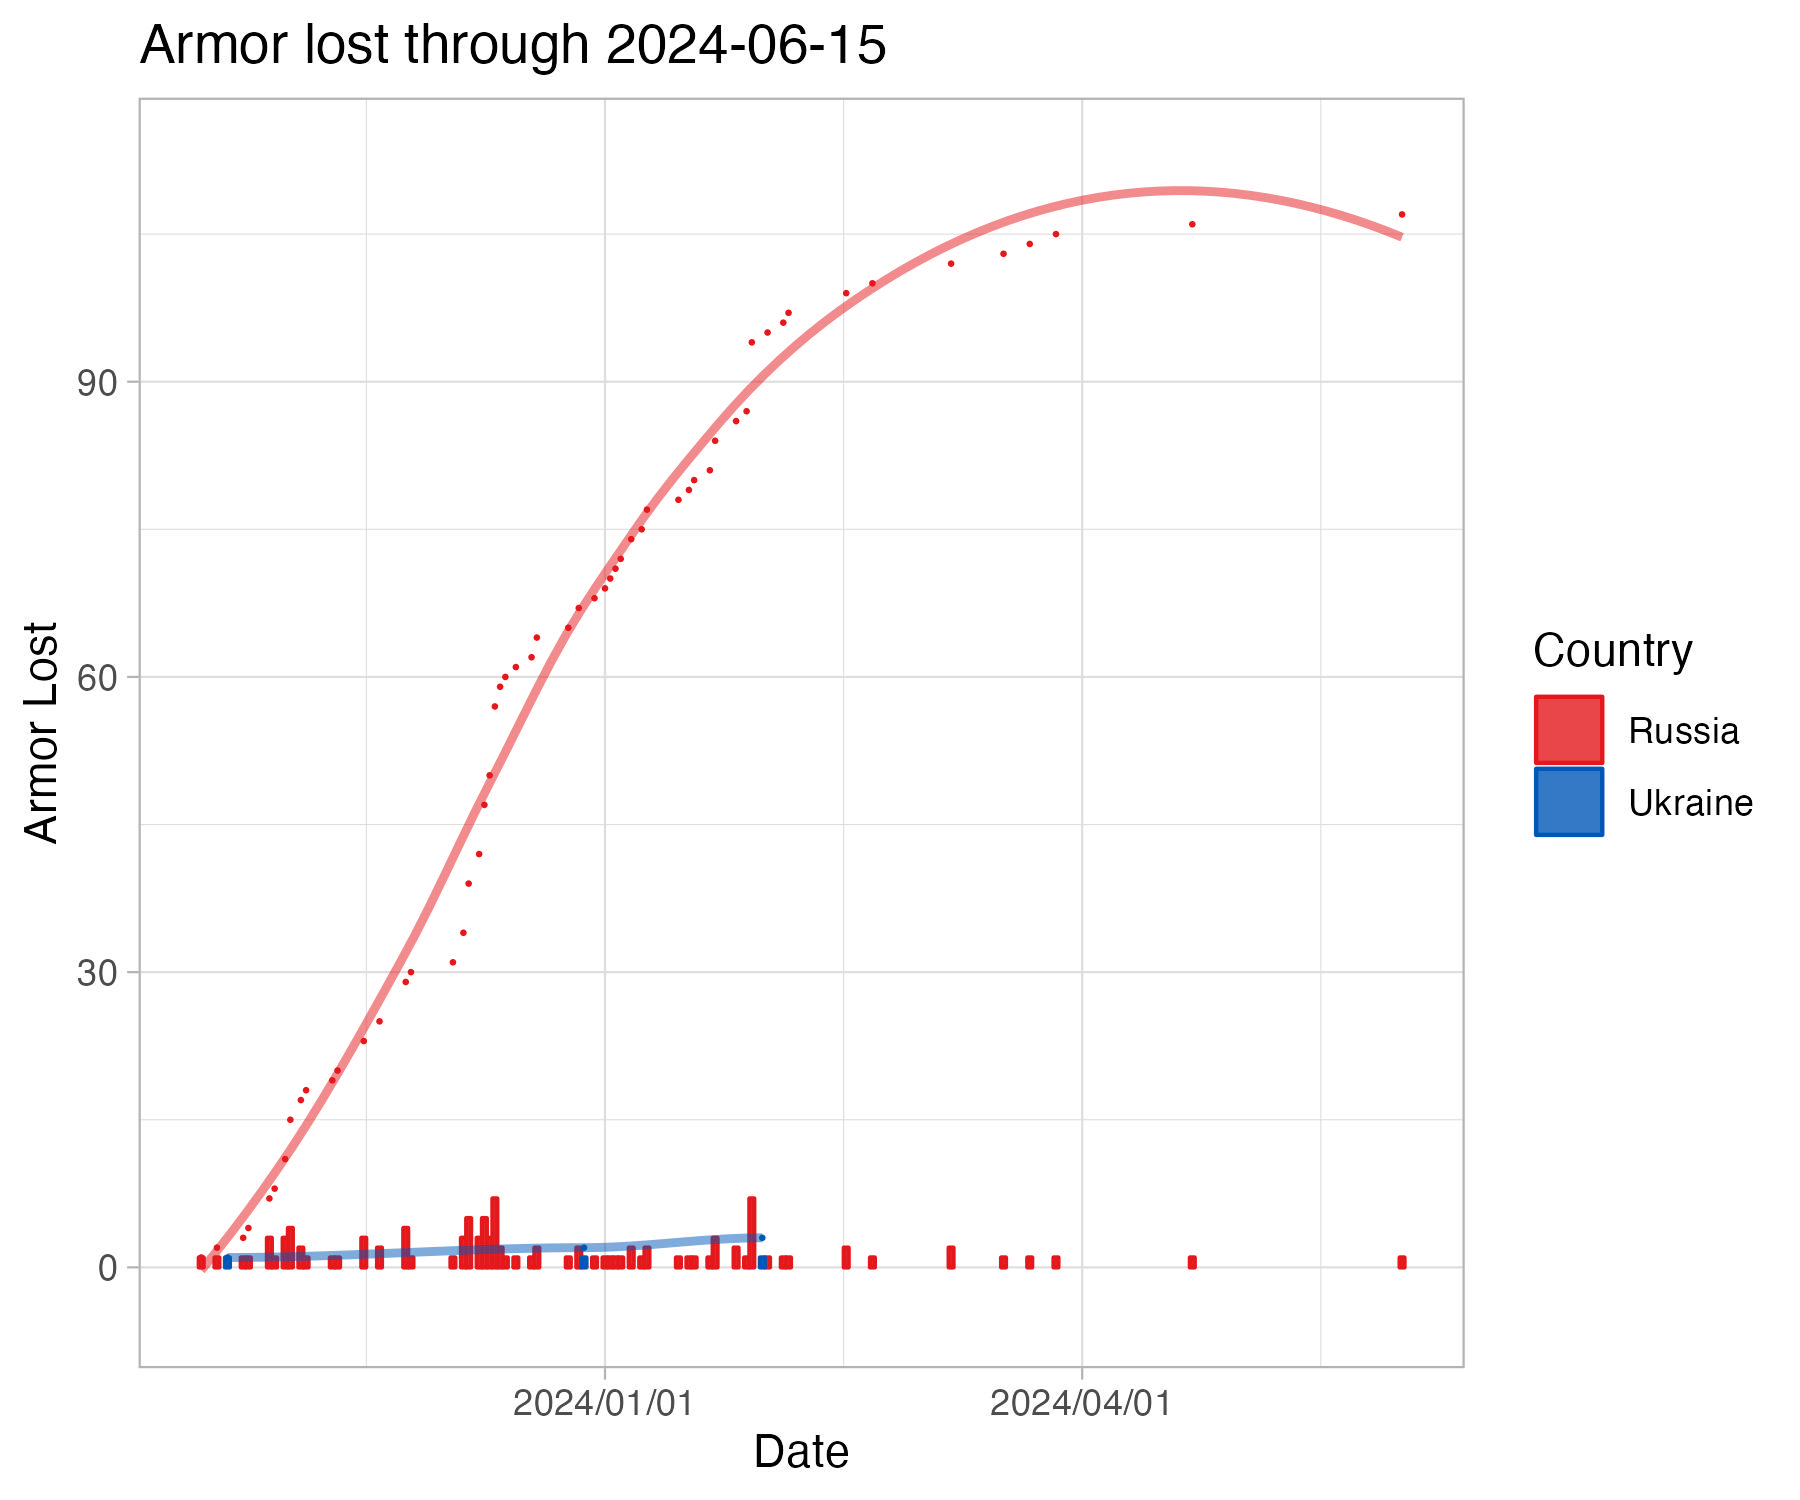 Armor lost through 2024-06-15
Armor Lost
90
60
30
0
2024/01/01
2024/04/01
Date
Country
Russia
Ukraine